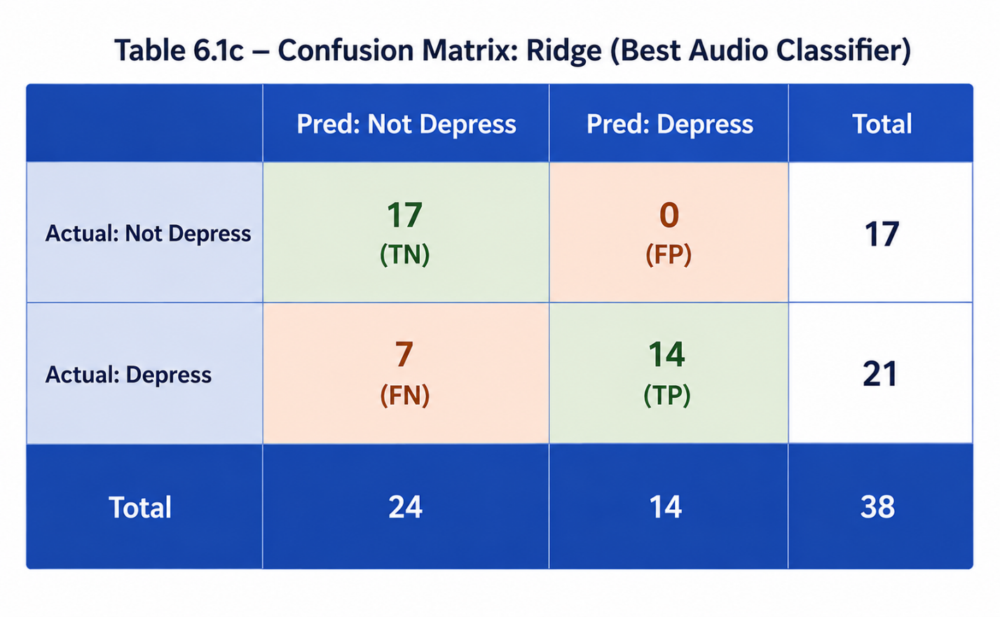 Table 6.1c – Confusion Matrix: Ridge (Best Audio Classifier)
Pred: Not Depress Pred: Depress Total
Actual: Not Depress 17 (TN) 0 (FP) 17
Actual: Depress 7 (FN) 14 (TP) 21
Total 24 14 38